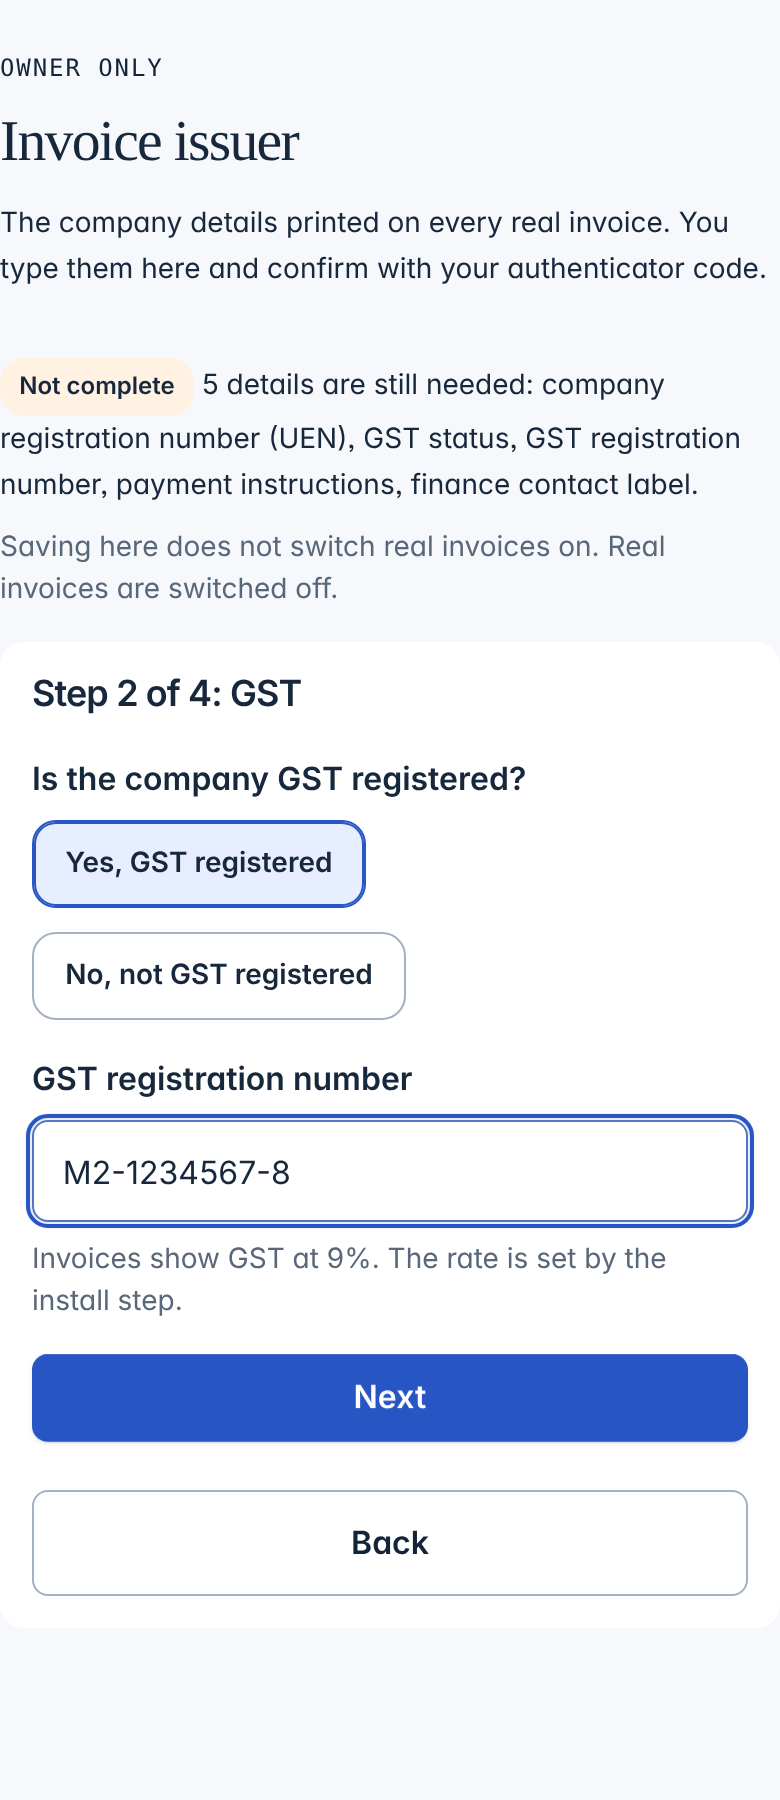 OWNER ONLY
Invoice issuer
The company details printed on every real invoice. You
type them here and confirm with your authenticator code.
Not complete 5 details are still needed: company
registration number (UEN), GST status, GST registration
number, payment instructions, finance contact label.
Saving here does not switch real invoices on. Real
invoices are switched off.
Step 2 of 4: GST
Is the company GST registered?
Yes, GST registered
No, not GST registered
GST registration number
M2-1234567-8
Invoices show GST at 9%. The rate is set by the
install step.
Next
Back